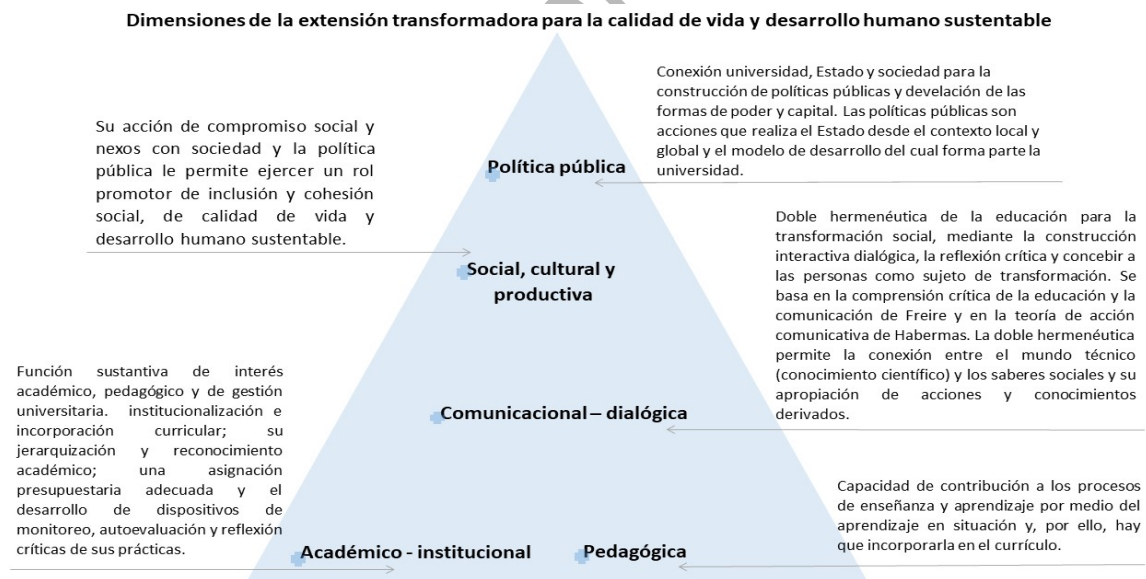 Dimensiones de la extensión transformadora para la calidad de vida y desarrollo humano sustentable
Conexión universidad, Estado y sociedad para la
construcción de políticas públicas y develación de las
formas de poder y capital. Las políticas públicas son
acciones que realiza el Estado desde el contexto local y
global y el modelo de desarrollo del cual forma parte la
universidad.
Política pública
Su acción de compromiso social y
nexos con sociedad y la política
pública le permite ejercer un rol
promotor de inclusión y cohesión
social, de calidad de vida y
desarrollo humano sustentable.
Social, cultural y
productiva
Doble hermenéutica de la educación para la
transformación social, mediante la construcción
interactiva dialógica, la reflexión crítica y concebir a
las personas como sujeto de transformación. Se
basa en la comprensión crítica de la educación y la
comunicación de Freire y en la teoría de acción
comunicativa de Habermas. La doble hermenéutica
permite la conexión entre el mundo técnico
(conocimiento científico) y los saberes sociales y su
apropiación de acciones y conocimientos
derivados.
Comunicacional – dialógica
Función sustantiva de interés
académico, pedagógico y de gestión
universitaria. institucionalización e
incorporación curricular; su
jerarquización y reconocimiento
académico; una asignación
presupuestaria adecuada y el
desarrollo de dispositivos de
monitoreo, autoevaluación y reflexión
críticas de sus prácticas.
Académico - institucional
Pedagógica
Capacidad de contribución a los procesos
de enseñanza y aprendizaje por medio del
aprendizaje en situación y, por ello, hay
que incorporarla en el currículo.